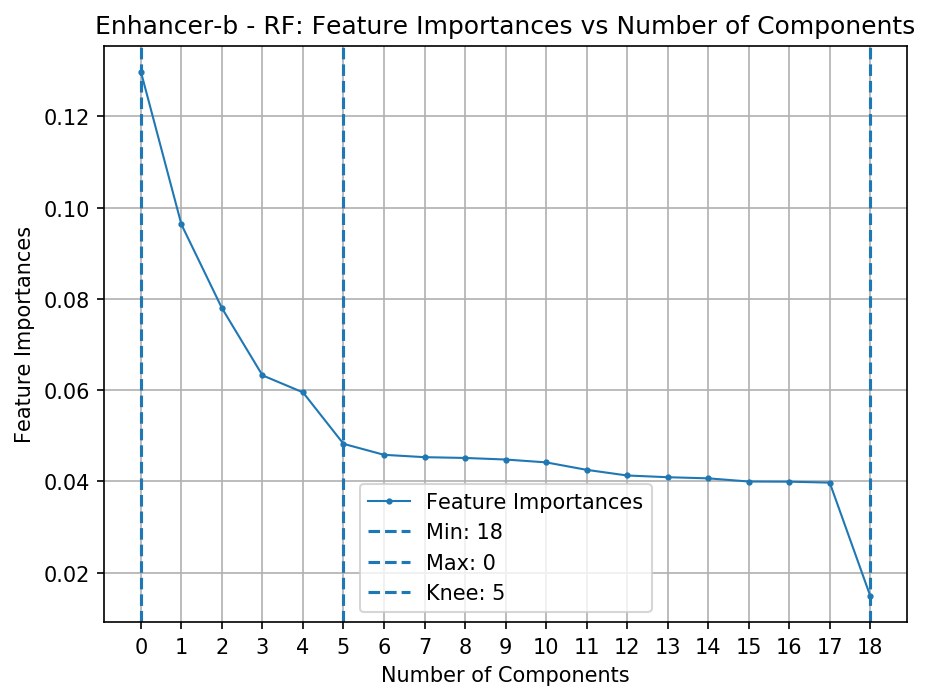 Enhancer-b - RF: Feature Importances vs Number of Components
Feature Importances
0.12
0.10
0.08
0.06
0.04
0.02
Feature Importances
Min: 18
Max: 0
Knee: 5
0 1 2 3 4 5 6 7 8 9 10 11 12 13 14 15 16 17 18
Number of Components